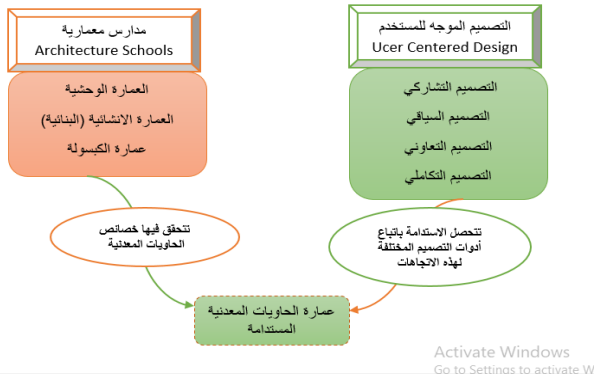 التصميم الموجه للمستخدم
Ucer Centered Design
التصميم التشاركي
التصميم السياقي
التصميم التعاوني
التصميم التكاملي
مدارس معمارية
Architecture Schools
العمارة الوحشية
العمارة الانشائية (البنائية)
عمارة الكبسولة
تتحصل الاستدامة باتباع
أدوات التصميم المختلفة
لهذه الاتجاهات
تتحقق فيها خصائص
الحاويات المعدنية
عمارة الحاويات المعدنية
المستدامة
Activate Windows
Go to Settings to activate W